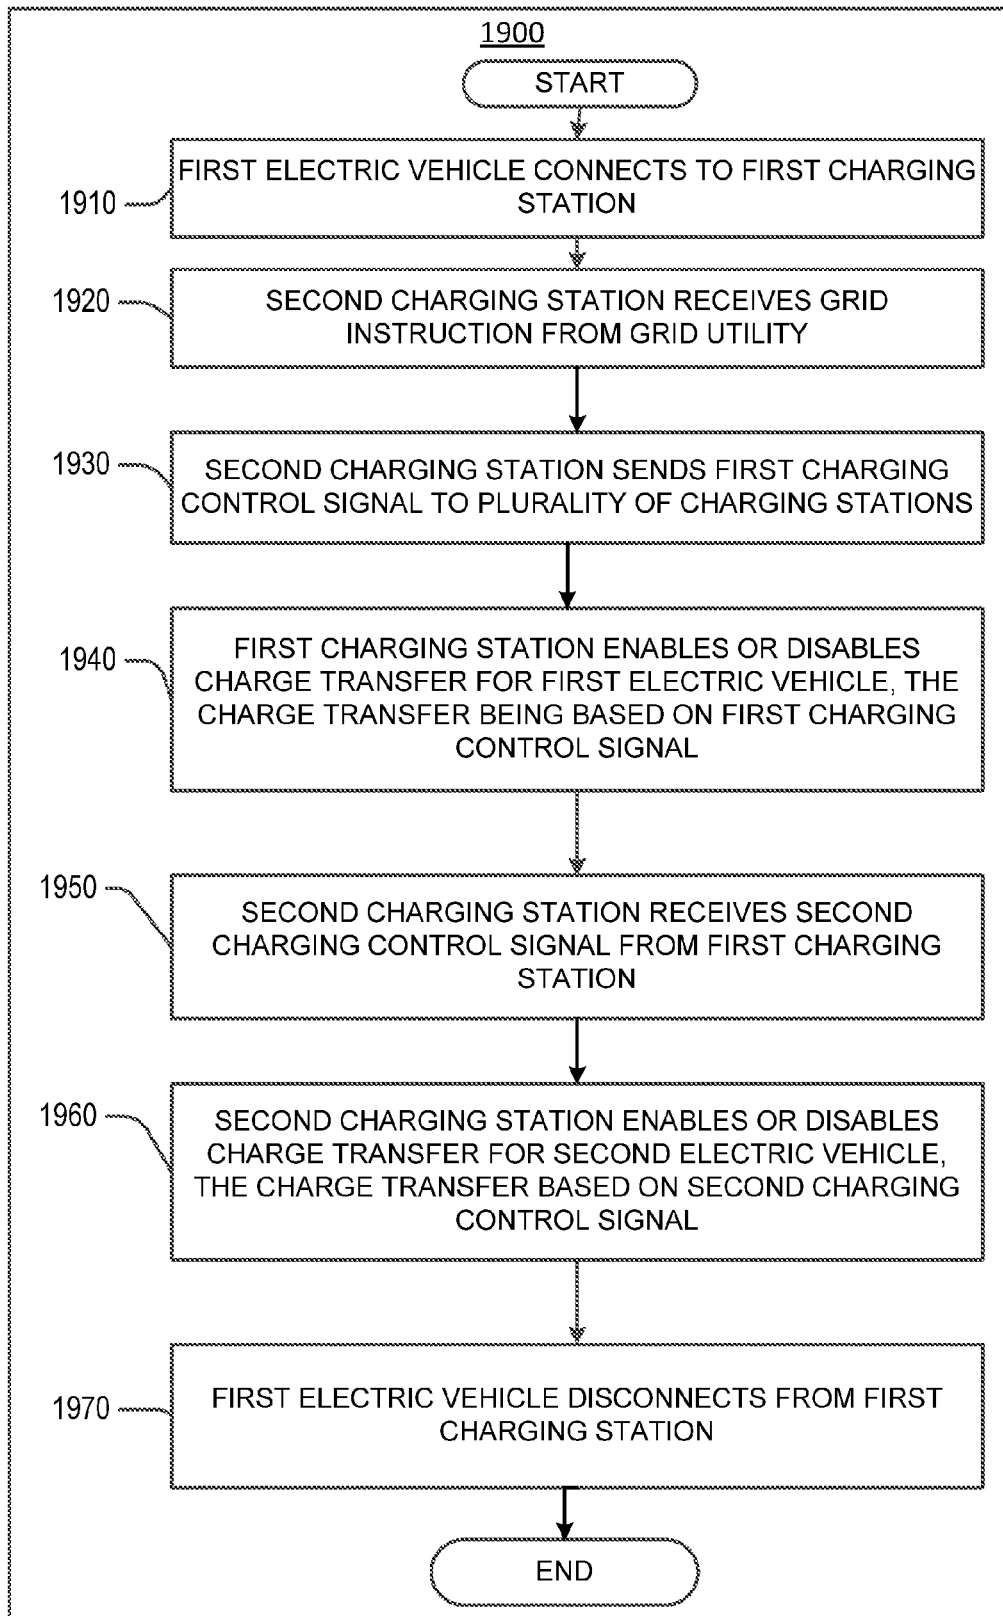 1900
START
1910
FIRST ELECTRIC VEHICLE CONNECTS TO FIRST CHARGING
STATION
1920
SECOND CHARGING STATION RECEIVES GRID
INSTRUCTION FROM GRID UTILITY
1930
SECOND CHARGING STATION SENDS FIRST CHARGING
CONTROL SIGNAL TO PLURALITY OF CHARGING STATIONS
1940
FIRST CHARGING STATION ENABLES OR DISABLES
CHARGE TRANSFER FOR FIRST ELECTRIC VEHICLE, THE
CHARGE TRANSFER BEING BASED ON FIRST CHARGING
CONTROL SIGNAL
1950
SECOND CHARGING STATION RECEIVES SECOND
CHARGING CONTROL SIGNAL FROM FIRST CHARGING
STATION
1960
SECOND CHARGING STATION ENABLES OR DISABLES
CHARGE TRANSFER FOR SECOND ELECTRIC VEHICLE,
THE CHARGE TRANSFER BASED ON SECOND CHARGING
CONTROL SIGNAL
1970
FIRST ELECTRIC VEHICLE DISCONNECTS FROM FIRST
CHARGING STATION
END